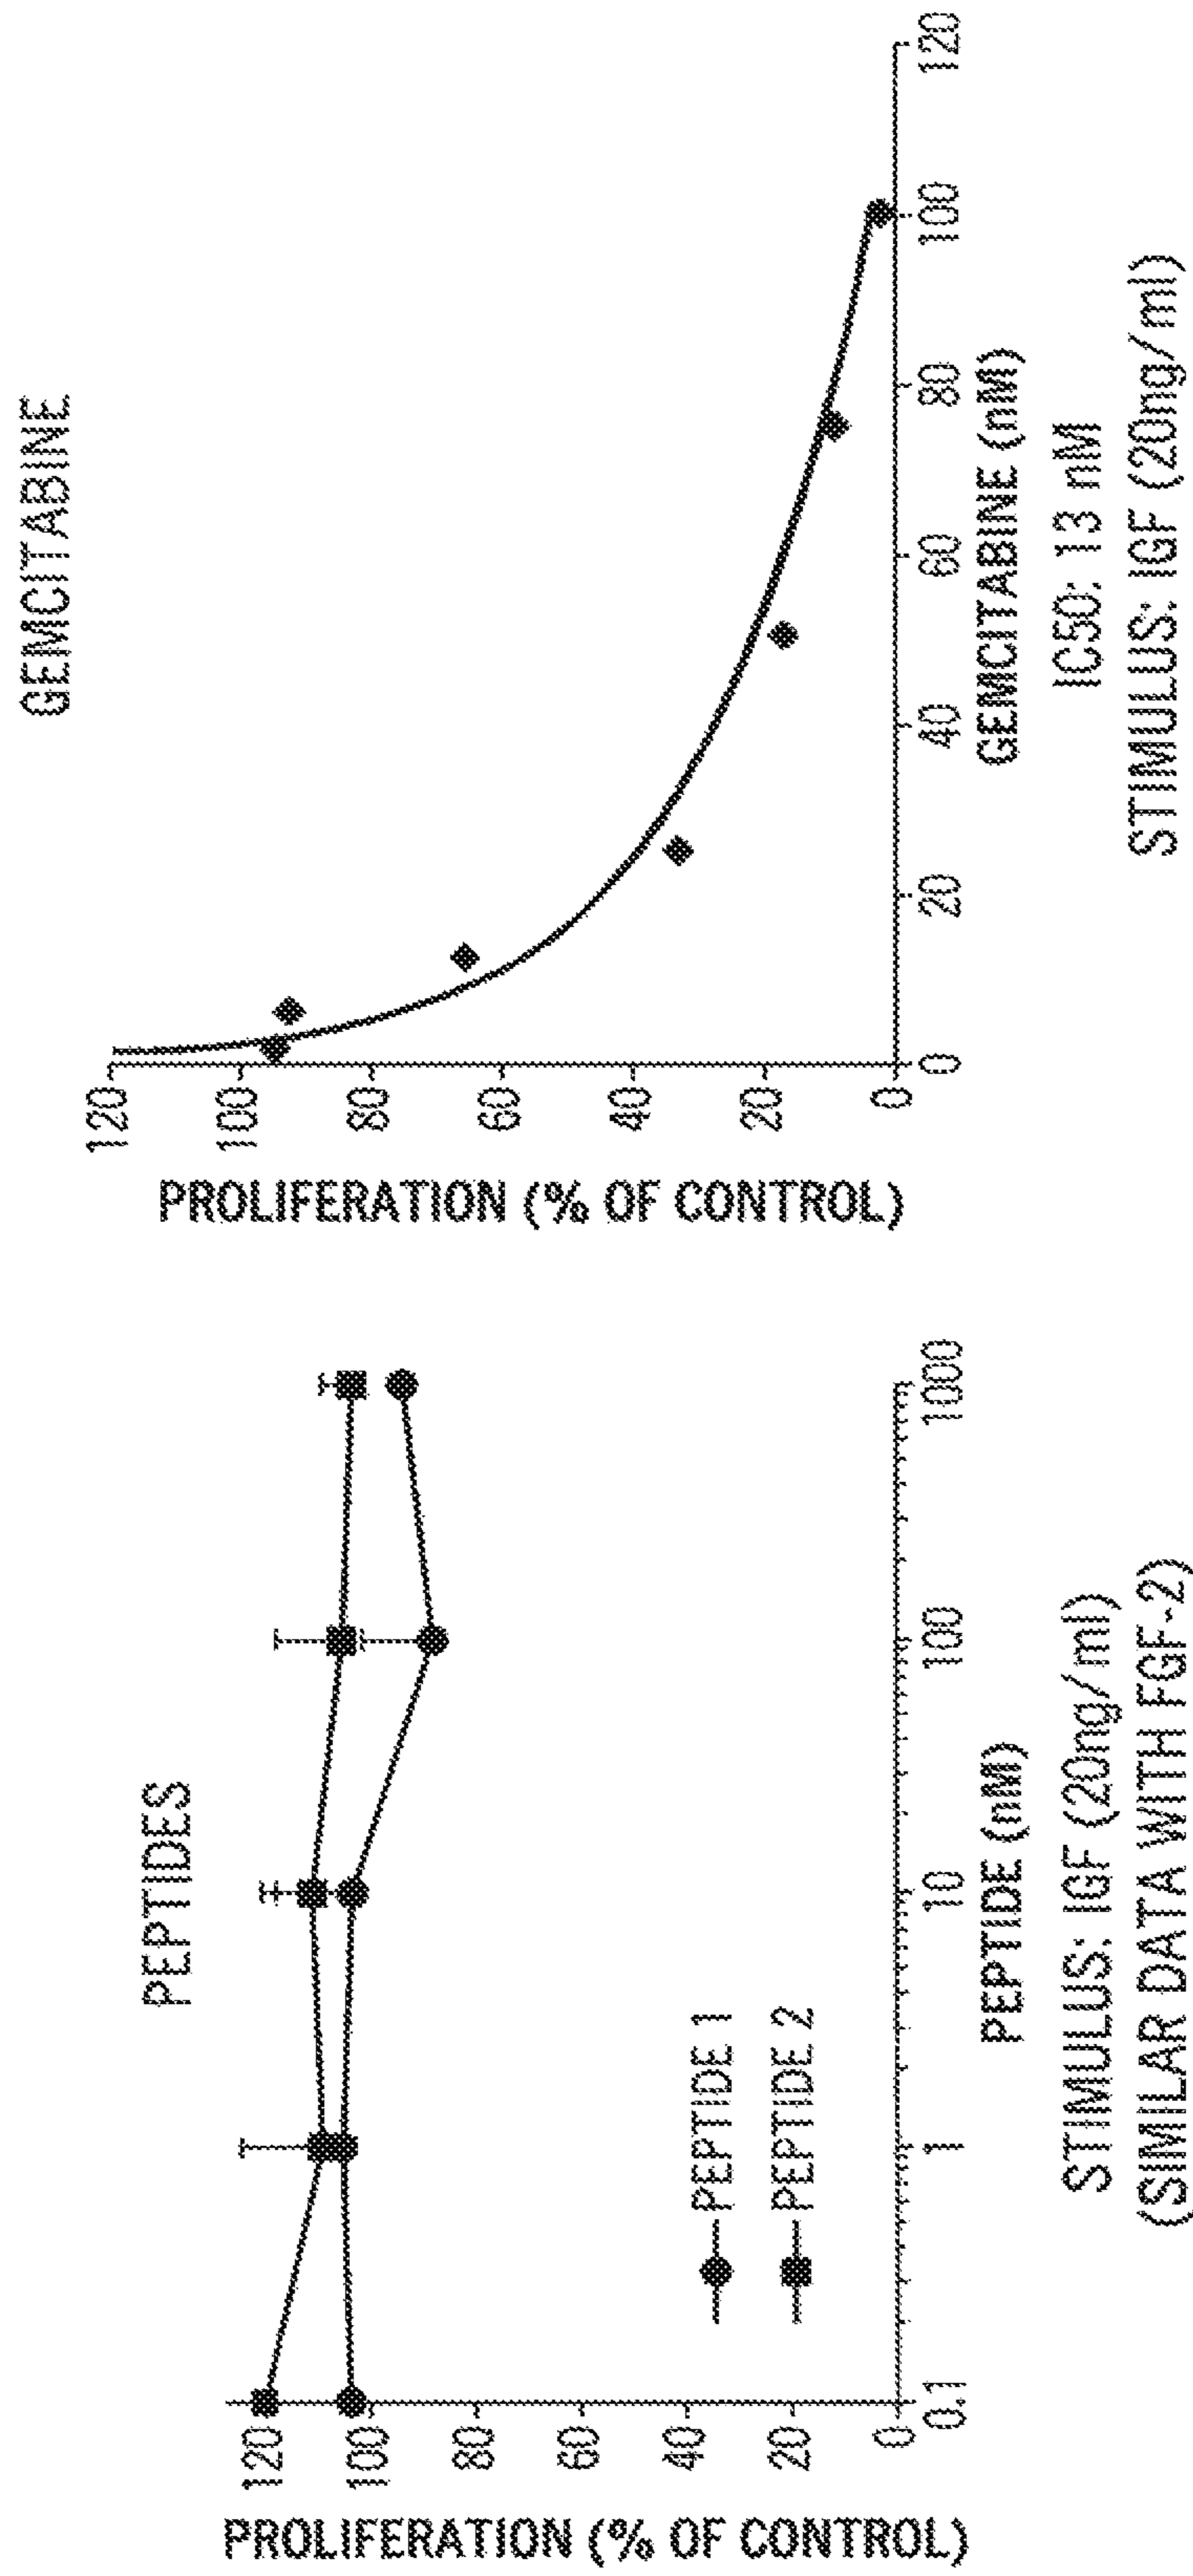 PEPTIDES
PROLIFERATION (% OF CONTROL)
120
100
80
60
40
20
0
PEPTIDE 1
PEPTIDE 2
0.1
1
10
100
1000
PEPTIDE (nM)
STIMULUS: IGF (20ng/ml)
(SIMILAR DATA WITH FGF-2)
GEMCITABINE
PROLIFERATION (% OF CONTROL)
120
100
80
60
40
20
0
0
20
40
60
80
100
120
GEMCITABINE (nM)
IC50: 13 nM
STIMULUS: IGF (20ng/ml)